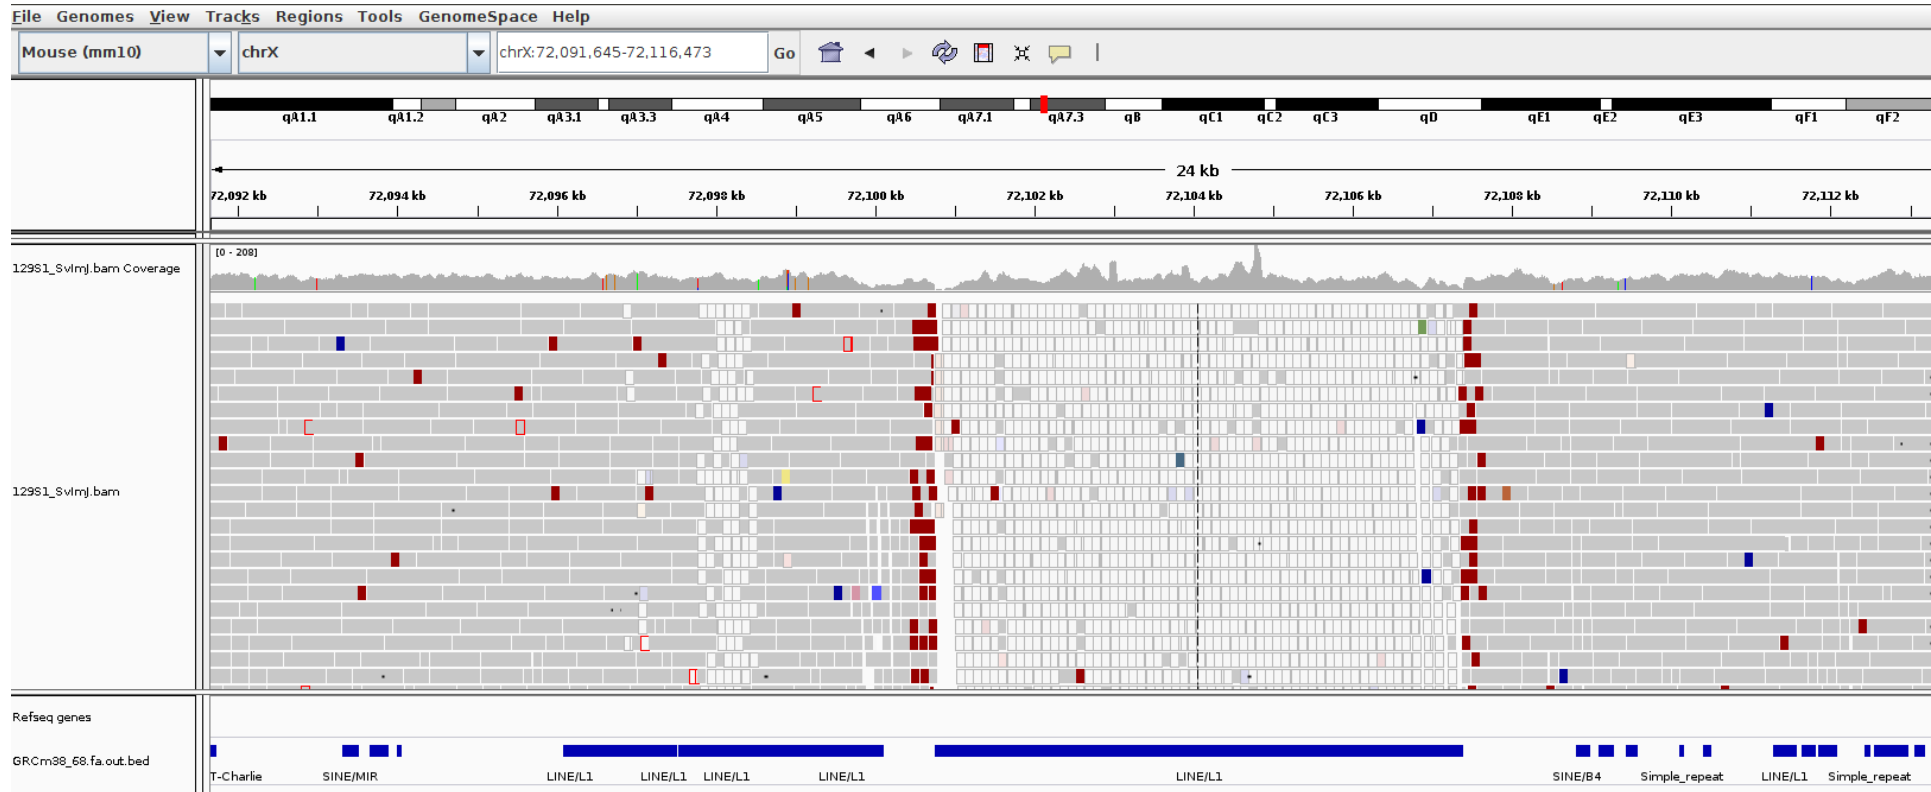 File Genomes View Tracks Regions Tools GenomeSpace Help
Mouse (mm10) chrX chrX:72,091,645-72,116,473 Go
qA1.1 qA1.2 qA2 qA3.1 qA3.3 qA4 qA5 qA6 qA7.1 qA7.3 qB qC1 qC2 qC3 qD qE1 qE2 qE3 qF1 qF2
24 kb
72,092 kb 72,094 kb 72,096 kb 72,098 kb 72,100 kb 72,102 kb 72,104 kb 72,106 kb 72,108 kb 72,110 kb 72,112 kb
[0 - 208]
129S1_SvImJ.bam Coverage
129S1_SvImJ.bam
Refseq genes
GRCm38_68.fa.out.bed
T-Charlie SINE/MIR LINE/L1 LINE/L1 LINE/L1 LINE/L1 LINE/L1 SINE/B4 Simple_repeat LINE/L1 Simple_repeat